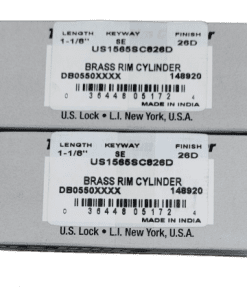 LENGTH KEYWAY FINISH
1-1/8" SE 26D
US1565SC626D
BRASS RIM CYLINDER
DB0550XXXX 148920
0 36448 05172 4
MADE IN INDIA
U.S. Lock • L.I. New York, U.S.A.
LENGTH KEYWAY FINISH
1-1/8" SE 26D
US1565SC626D
BRASS RIM CYLINDER
DB0550XXXX 148920
0 36448 05172 4
MADE IN INDIA
U.S. Lock • L.I. New York, U.S.A.